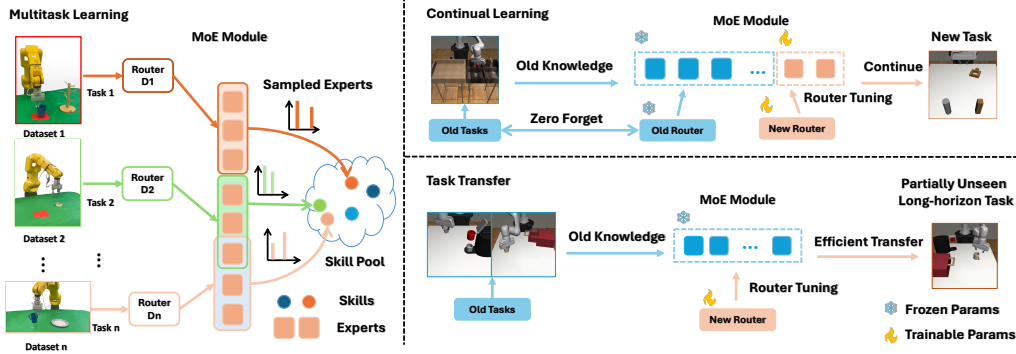 Multitask Learning
MoE Module
Router
D1
Task 1
Dataset 1
Sampled Experts
Router
D2
Task 2
Dataset 2
...
...
Router
Dn
Task n
Dataset n
Skill Pool
Skills
Experts
Continual Learning
MoE Module
New Task
Old Knowledge
...
Continue
Router Tuning
Zero Forget
Old Tasks
Old Router
New Router
Task Transfer
MoE Module
Partially Unseen
Long-horizon Task
Old Knowledge
...
Efficient Transfer
Router Tuning
Old Tasks
New Router
Frozen Params
Trainable Params